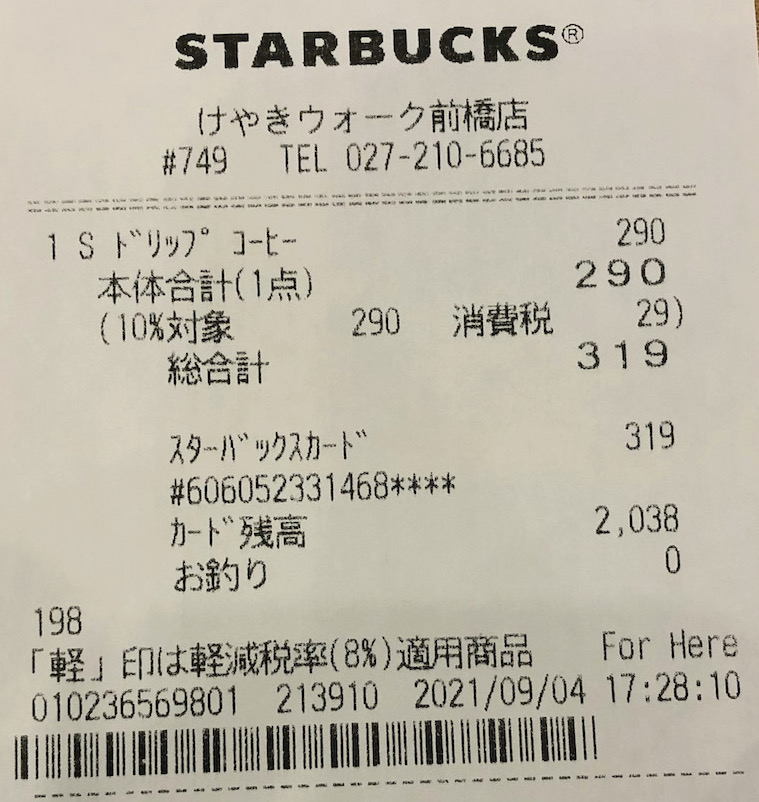 STARBUCKS®
けやきウォーク前橋店
#749 TEL 027-210-6685
1 S ﾄﾞﾘｯﾌﾟ ｺｰﾋｰ 290
本体合計(1点) 290
(10%対象 290 消費税 29)
総合計 319
ｽﾀｰﾊﾞｯｸｽｶｰﾄﾞ 319
#606052331468****
ｶｰﾄﾞ残高 2,038
お釣り 0
198
「軽」印は軽減税率(8%)適用商品 For Here
010236569801 213910 2021/09/04 17:28:10